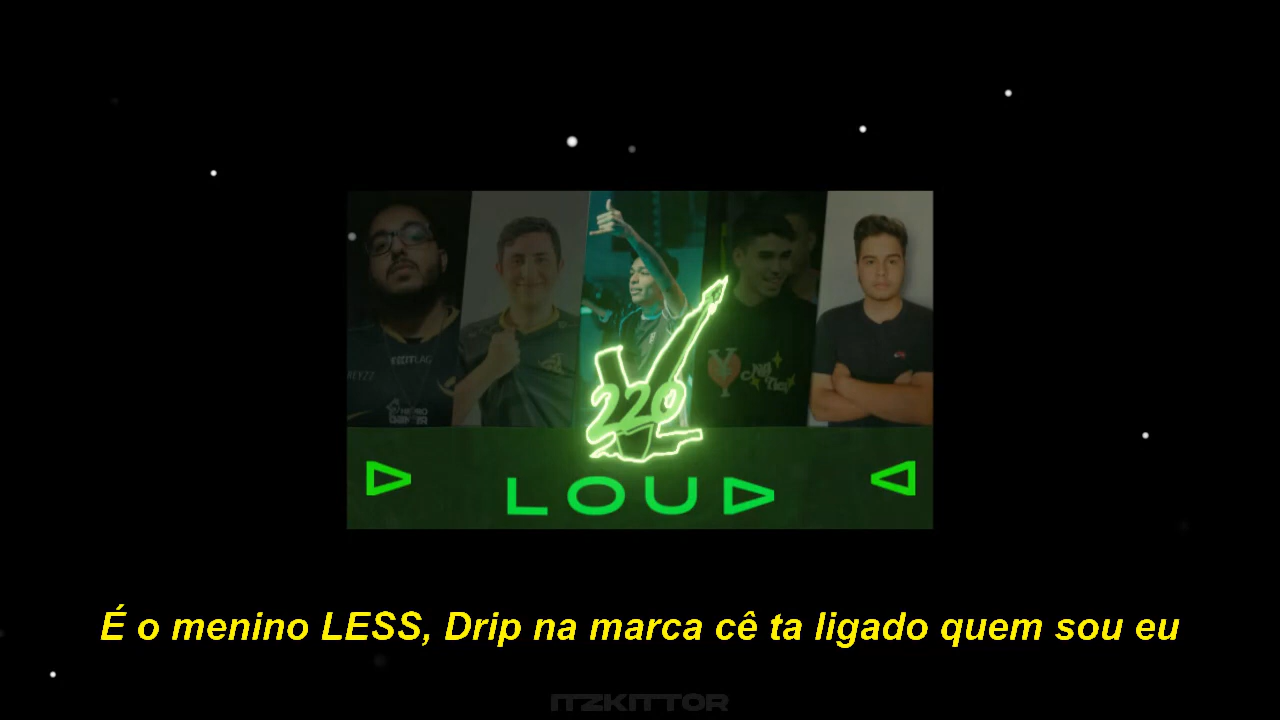 220
LOUD
É o menino LESS, Drip na marca cê ta ligado quem sou eu
ITZKITTOR